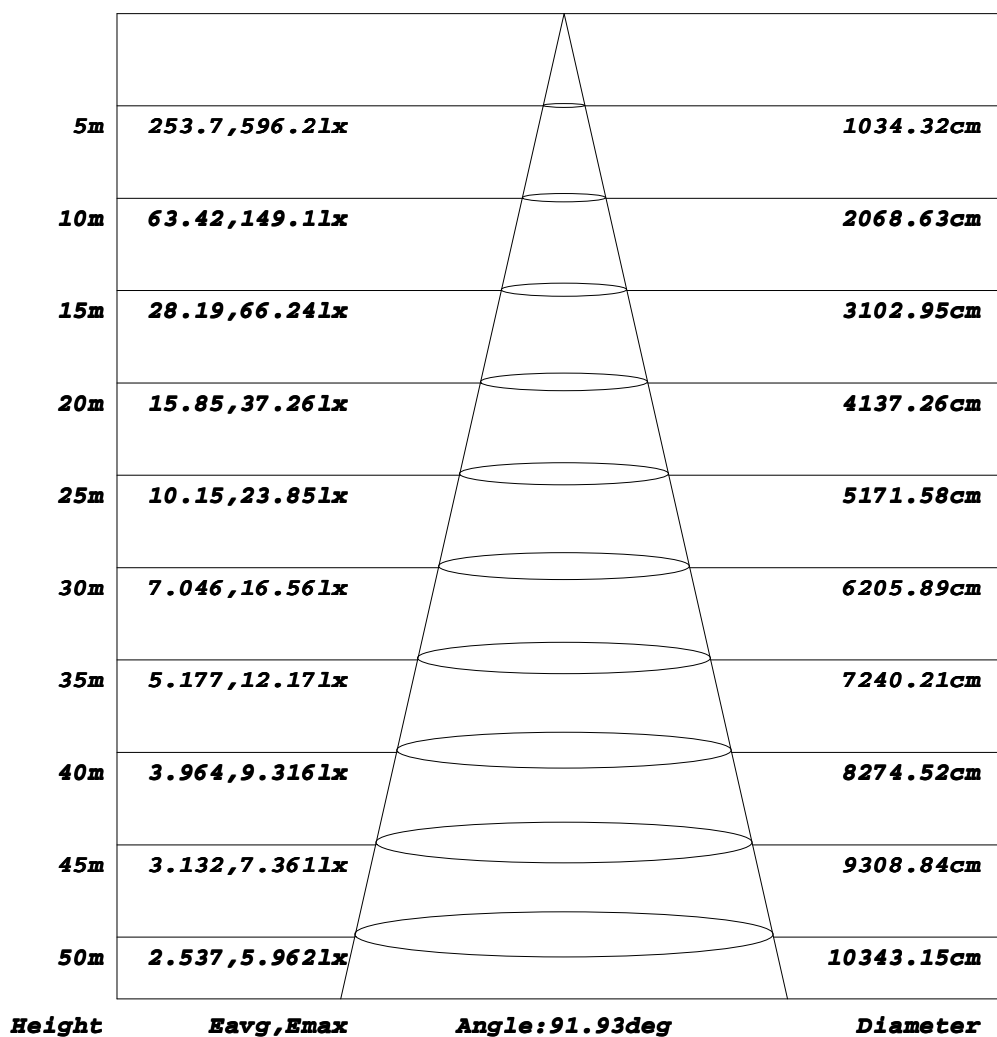 5m 253.7,596.2lx 1034.32cm
10m 63.42,149.1lx 2068.63cm
15m 28.19,66.24lx 3102.95cm
20m 15.85,37.26lx 4137.26cm
25m 10.15,23.85lx 5171.58cm
30m 7.046,16.56lx 6205.89cm
35m 5.177,12.17lx 7240.21cm
40m 3.964,9.316lx 8274.52cm
45m 3.132,7.361lx 9308.84cm
50m 2.537,5.962lx 10343.15cm
Height Eavg,Emax Angle:91.93deg Diameter